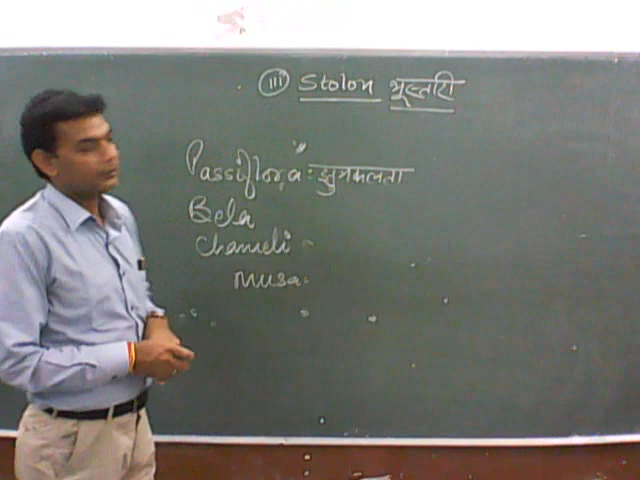 (iii) Stolon भूस्तारी
Passiflora : झुमकलता
Bela
Chameli -
Musa :